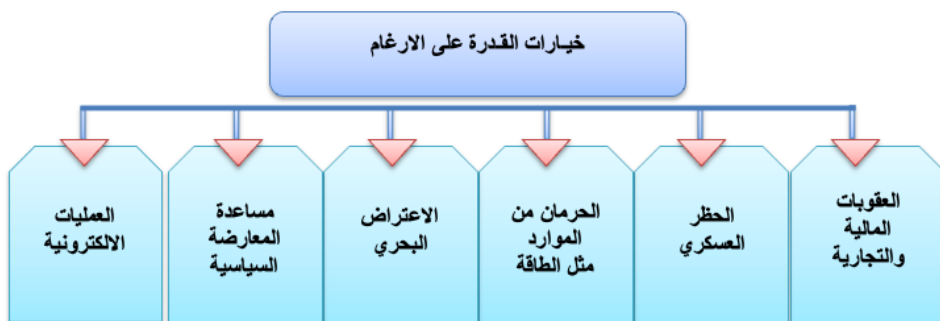 خيارات القدرة على الارغام
العقوبات
المالية
والتجارية
الحظر
العسكري
الحرمان من
الموارد
مثل الطاقة
الاعتراض
البحري
مساعدة
المعارضة
السياسية
العمليات
الالكترونية